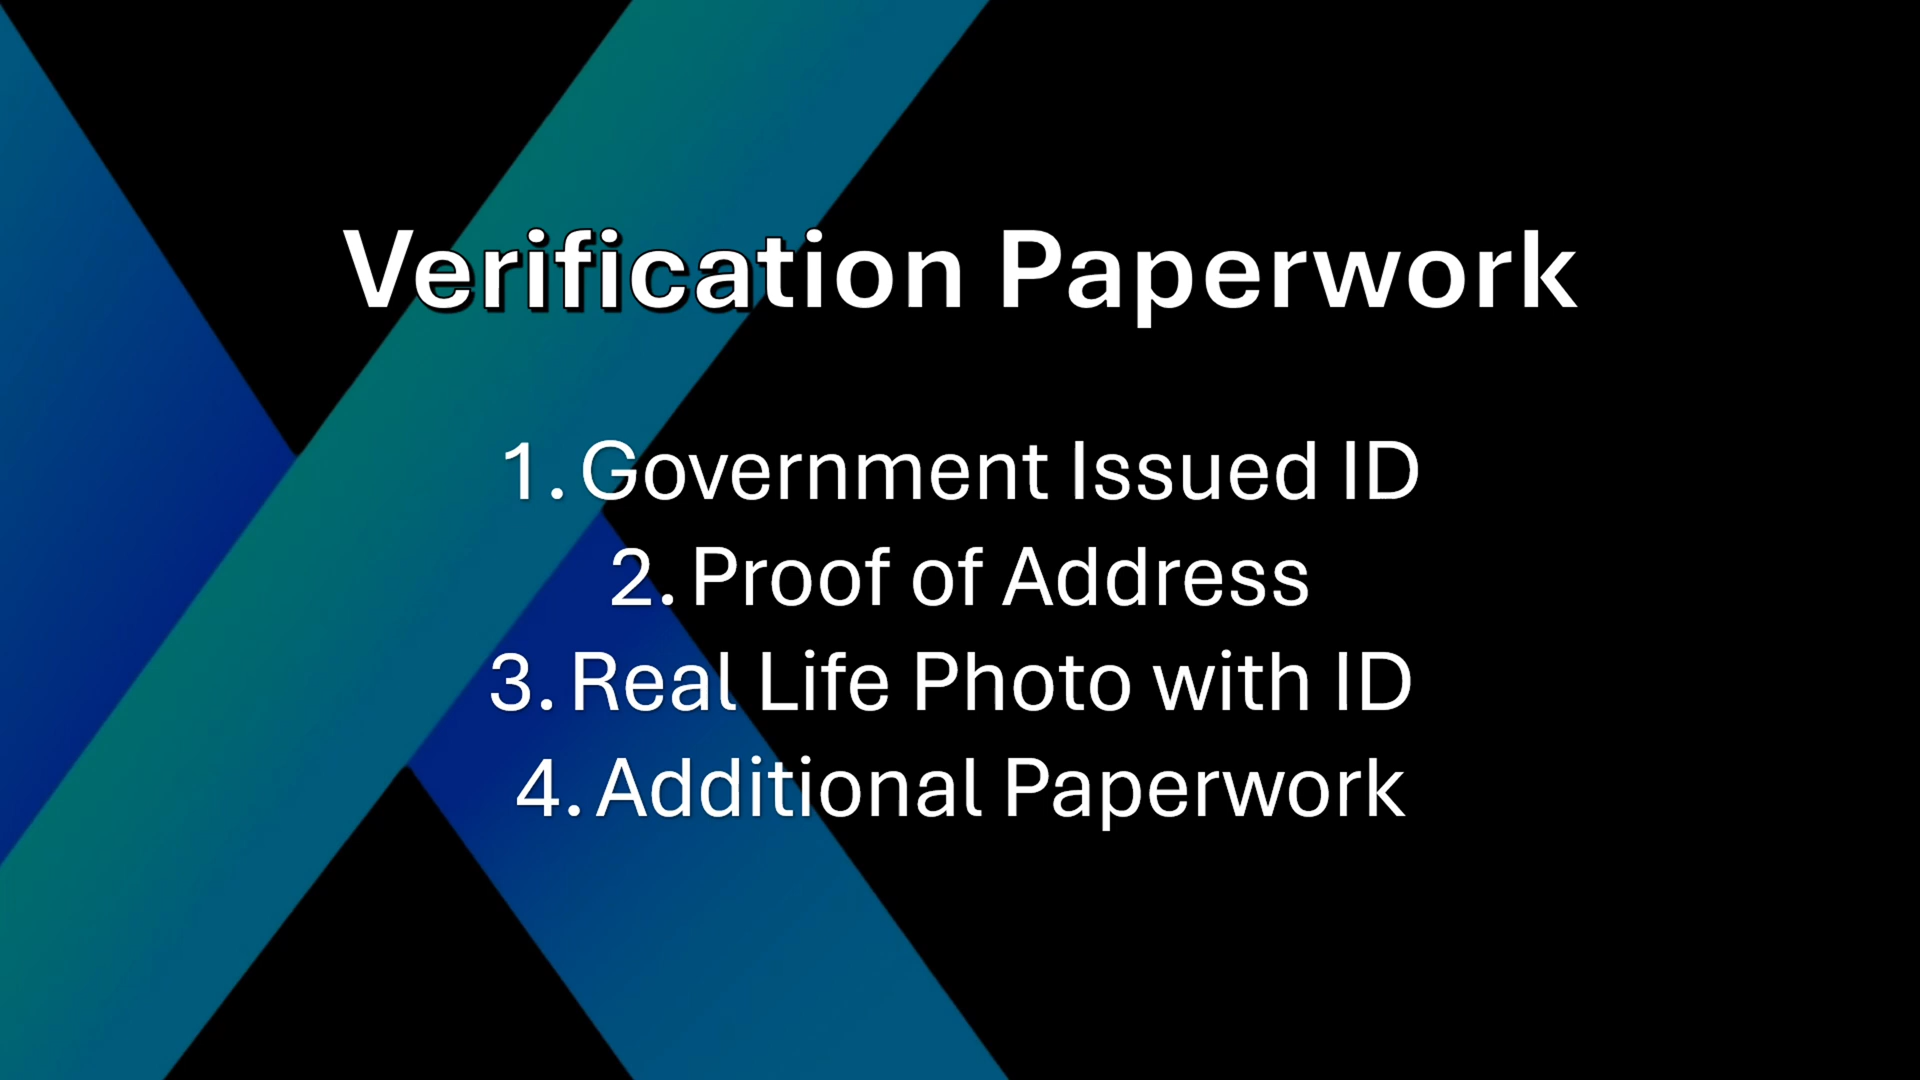 Verification Paperwork
1. Government Issued ID
2. Proof of Address
3. Real Life Photo with ID
4. Additional Paperwork